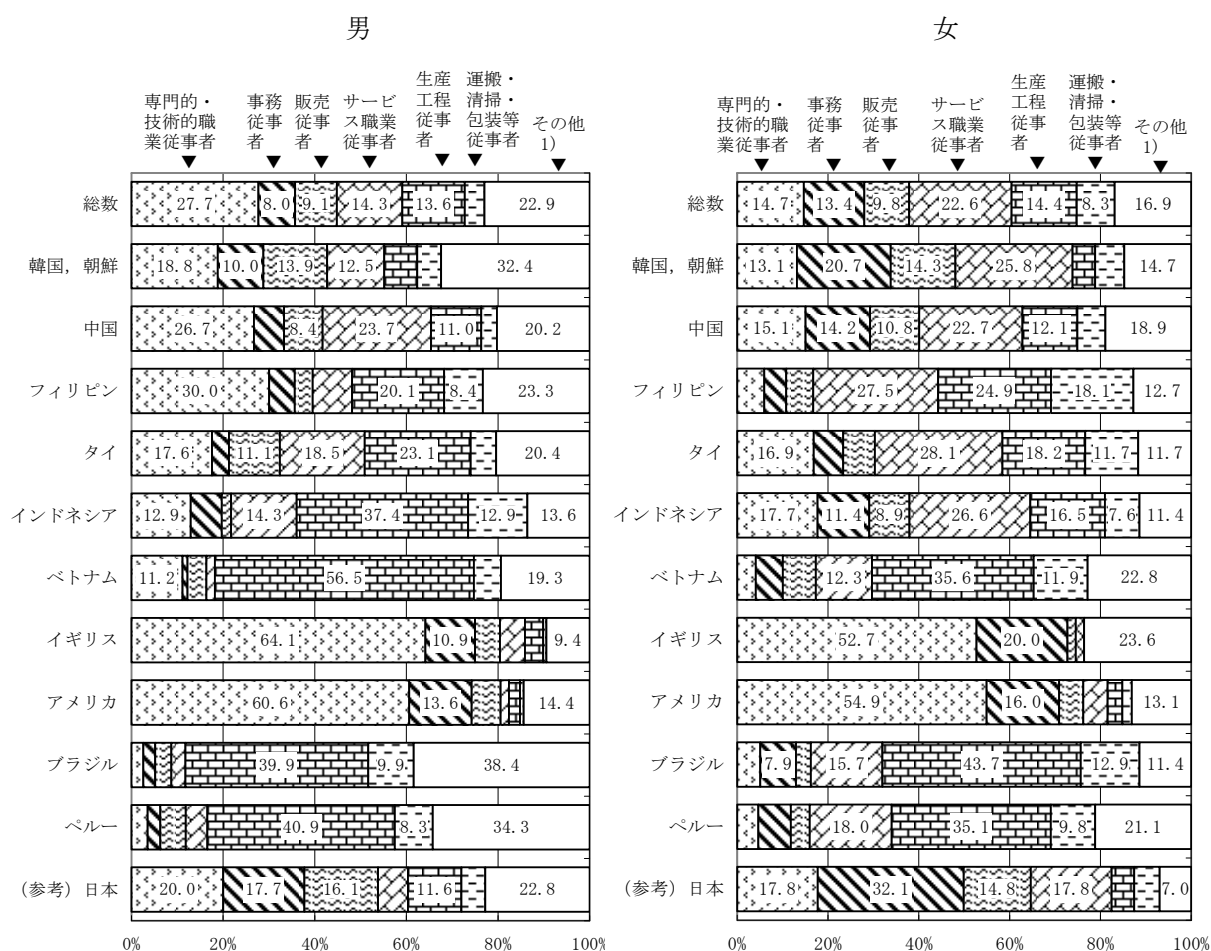 男
専門的・
技術的職
業従事者
事務
従事
者
販売
従事
者
サービ
ス職業
従事者
生産
工程
従事
者
運搬・
清掃・
包装等
従事者
その他
1)
総数 27.7 8.0 9.1 14.3 13.6 22.9
韓国，朝鮮 18.8 10.0 13.9 12.5 32.4
中国 26.7 8.4 23.7 11.0 20.2
フィリピン 30.0 20.1 8.4 23.3
タイ 17.6 11.1 18.5 23.1 20.4
インドネシア 12.9 14.3 37.4 12.9 13.6
ベトナム 11.2 56.5 19.3
イギリス 64.1 10.9 9.4
アメリカ 60.6 13.6 14.4
ブラジル 39.9 9.9 38.4
ペルー 40.9 8.3 34.3
（参考）日本 20.0 17.7 16.1 11.6 22.8
0% 20% 40% 60% 80% 100%
女
専門的・
技術的職
業従事者
事務
従事
者
販売
従事
者
サービ
ス職業
従事者
生産
工程
従事
者
運搬・
清掃・
包装等
従事者
その他
1)
総数 14.7 13.4 9.8 22.6 14.4 8.3 16.9
韓国，朝鮮 13.1 20.7 14.3 25.8 14.7
中国 15.1 14.2 10.8 22.7 12.1 18.9
フィリピン 27.5 24.9 18.1 12.7
タイ 16.9 28.1 18.2 11.7 11.7
インドネシア 17.7 11.4 8.9 26.6 16.5 7.6 11.4
ベトナム 12.3 35.6 11.9 22.8
イギリス 52.7 20.0 23.6
アメリカ 54.9 16.0 13.1
ブラジル 7.9 15.7 43.7 12.9 11.4
ペルー 18.0 35.1 9.8 21.1
（参考）日本 17.8 32.1 14.8 17.8 7.0
0% 20% 40% 60% 80% 100%